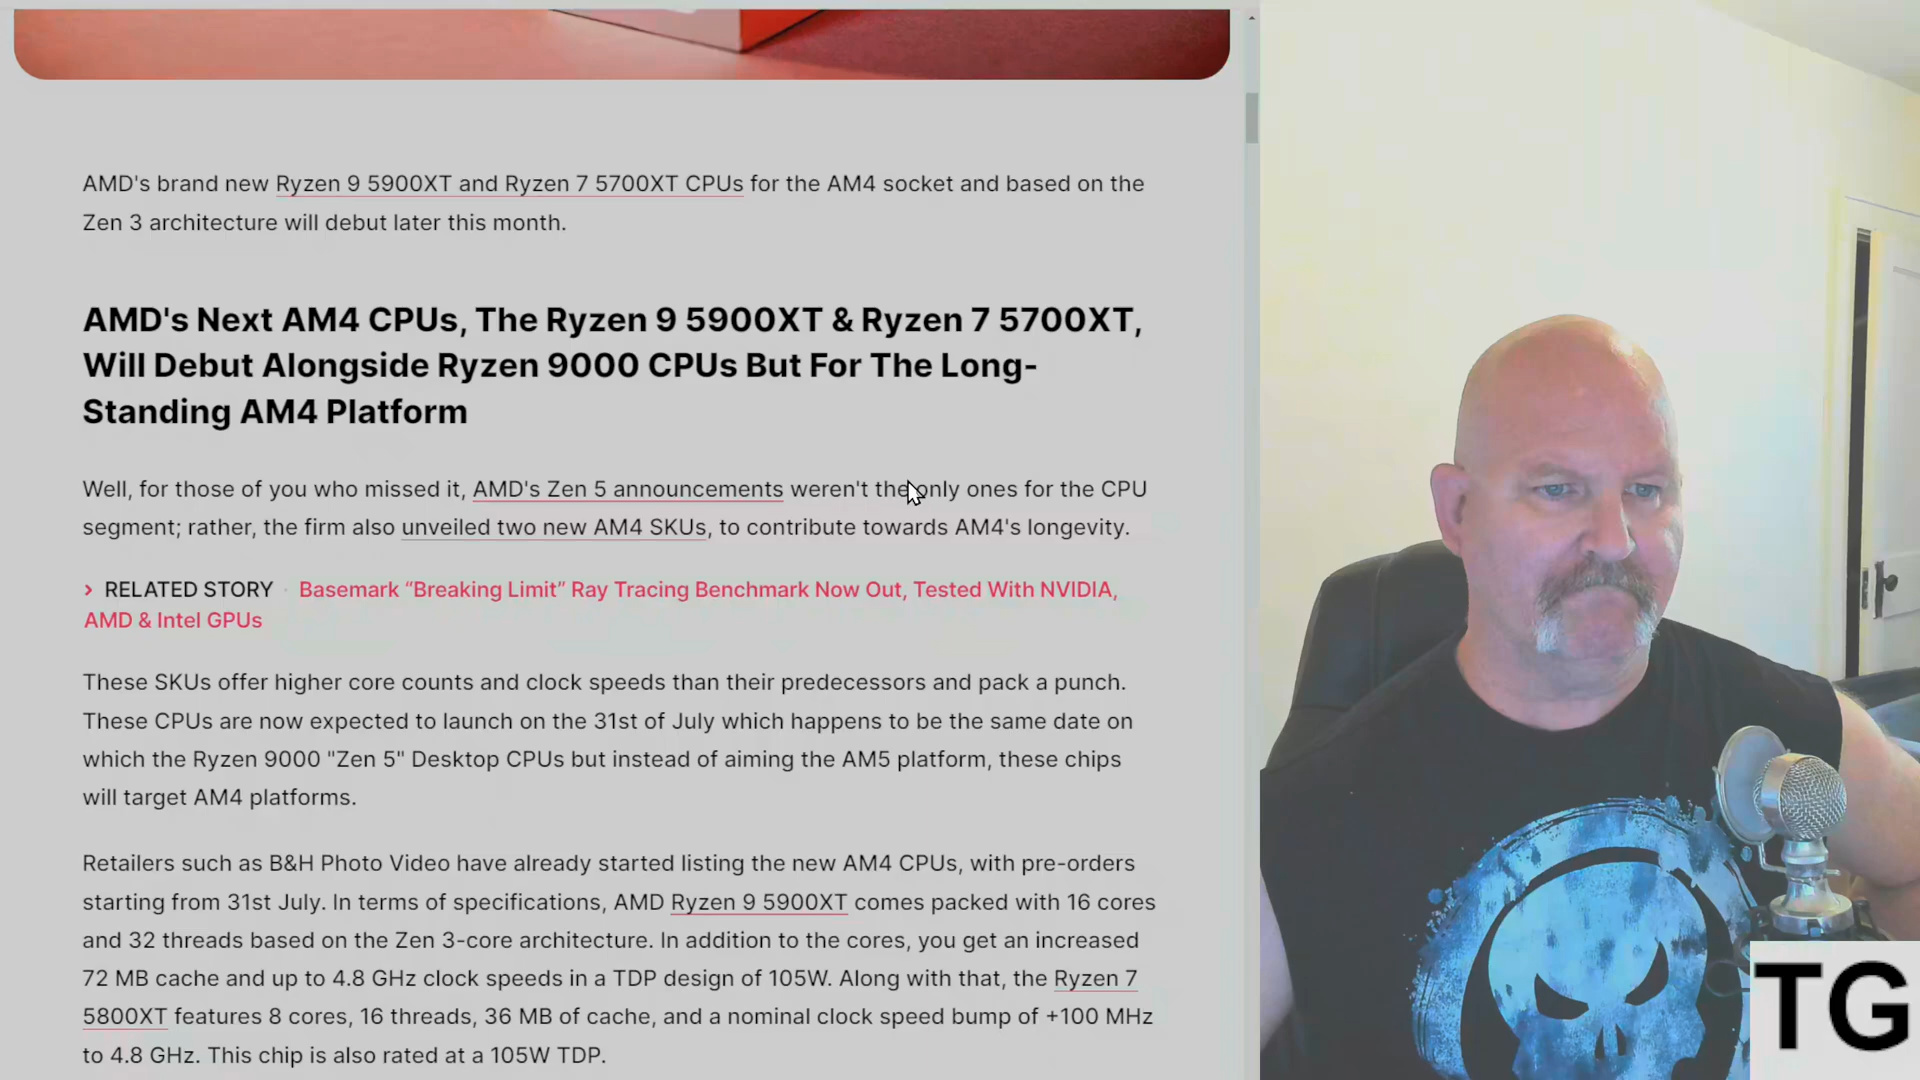 AMD's brand new Ryzen 9 5900XT and Ryzen 7 5700XT CPUs for the AM4 socket and based on the
Zen 3 architecture will debut later this month.
AMD's Next AM4 CPUs, The Ryzen 9 5900XT & Ryzen 7 5700XT,
Will Debut Alongside Ryzen 9000 CPUs But For The Long-
Standing AM4 Platform
Well, for those of you who missed it, AMD's Zen 5 announcements weren't the only ones for the CPU
segment; rather, the firm also unveiled two new AM4 SKUs, to contribute towards AM4's longevity.
› RELATED STORY · Basemark “Breaking Limit” Ray Tracing Benchmark Now Out, Tested With NVIDIA,
AMD & Intel GPUs
These SKUs offer higher core counts and clock speeds than their predecessors and pack a punch.
These CPUs are now expected to launch on the 31st of July which happens to be the same date on
which the Ryzen 9000 "Zen 5" Desktop CPUs but instead of aiming the AM5 platform, these chips
will target AM4 platforms.
Retailers such as B&H Photo Video have already started listing the new AM4 CPUs, with pre-orders
starting from 31st July. In terms of specifications, AMD Ryzen 9 5900XT comes packed with 16 cores
and 32 threads based on the Zen 3-core architecture. In addition to the cores, you get an increased
72 MB cache and up to 4.8 GHz clock speeds in a TDP design of 105W. Along with that, the Ryzen 7
5800XT features 8 cores, 16 threads, 36 MB of cache, and a nominal clock speed bump of +100 MHz
to 4.8 GHz. This chip is also rated at a 105W TDP.
TG